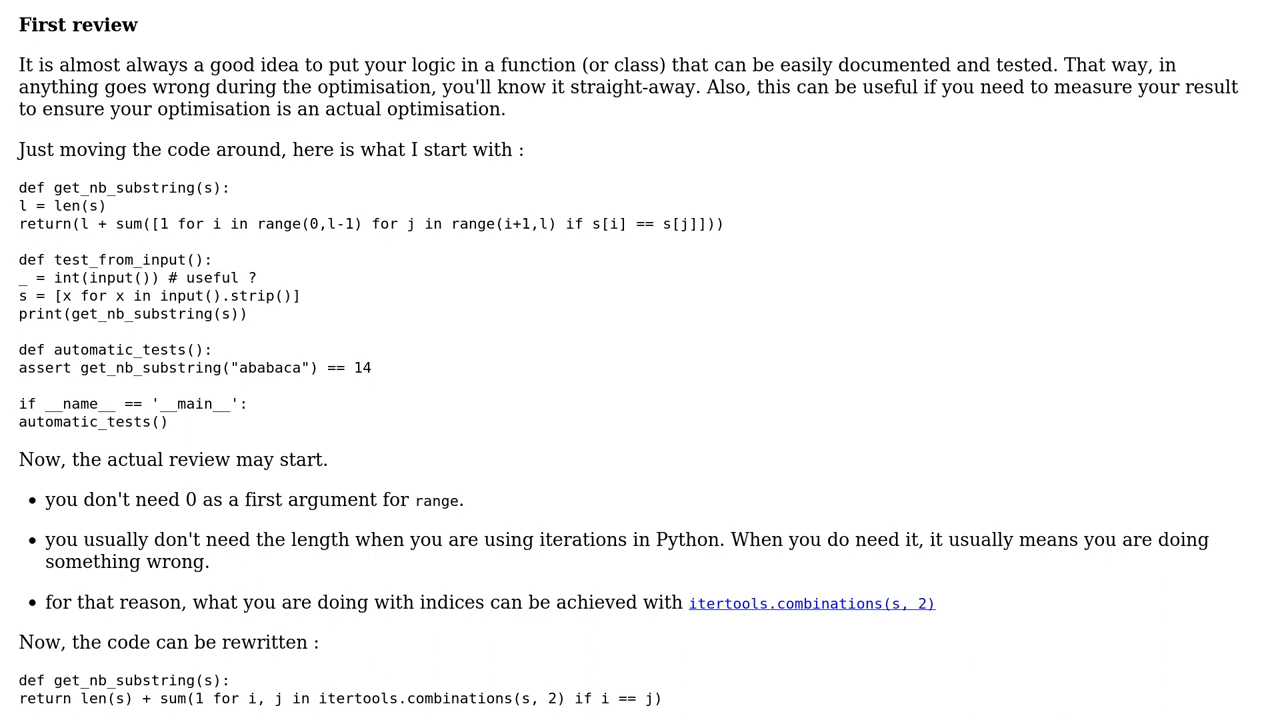 First review
It is almost always a good idea to put your logic in a function (or class) that can be easily documented and tested. That way, in
anything goes wrong during the optimisation, you'll know it straight-away. Also, this can be useful if you need to measure your result
to ensure your optimisation is an actual optimisation.
Just moving the code around, here is what I start with :
def get_nb_substring(s):
l = len(s)
return(l + sum([1 for i in range(0,l-1) for j in range(i+1,l) if s[i] == s[j]]))
def test_from_input():
_ = int(input()) # useful ?
s = [x for x in input().strip()]
print(get_nb_substring(s))
def automatic_tests():
assert get_nb_substring("ababaca") == 14
if __name__ == '__main__':
automatic_tests()
Now, the actual review may start.
• you don't need 0 as a first argument for range.
• you usually don't need the length when you are using iterations in Python. When you do need it, it usually means you are doing
something wrong.
• for that reason, what you are doing with indices can be achieved with itertools.combinations(s, 2)
Now, the code can be rewritten :
def get_nb_substring(s):
return len(s) + sum(1 for i, j in itertools.combinations(s, 2) if i == j)